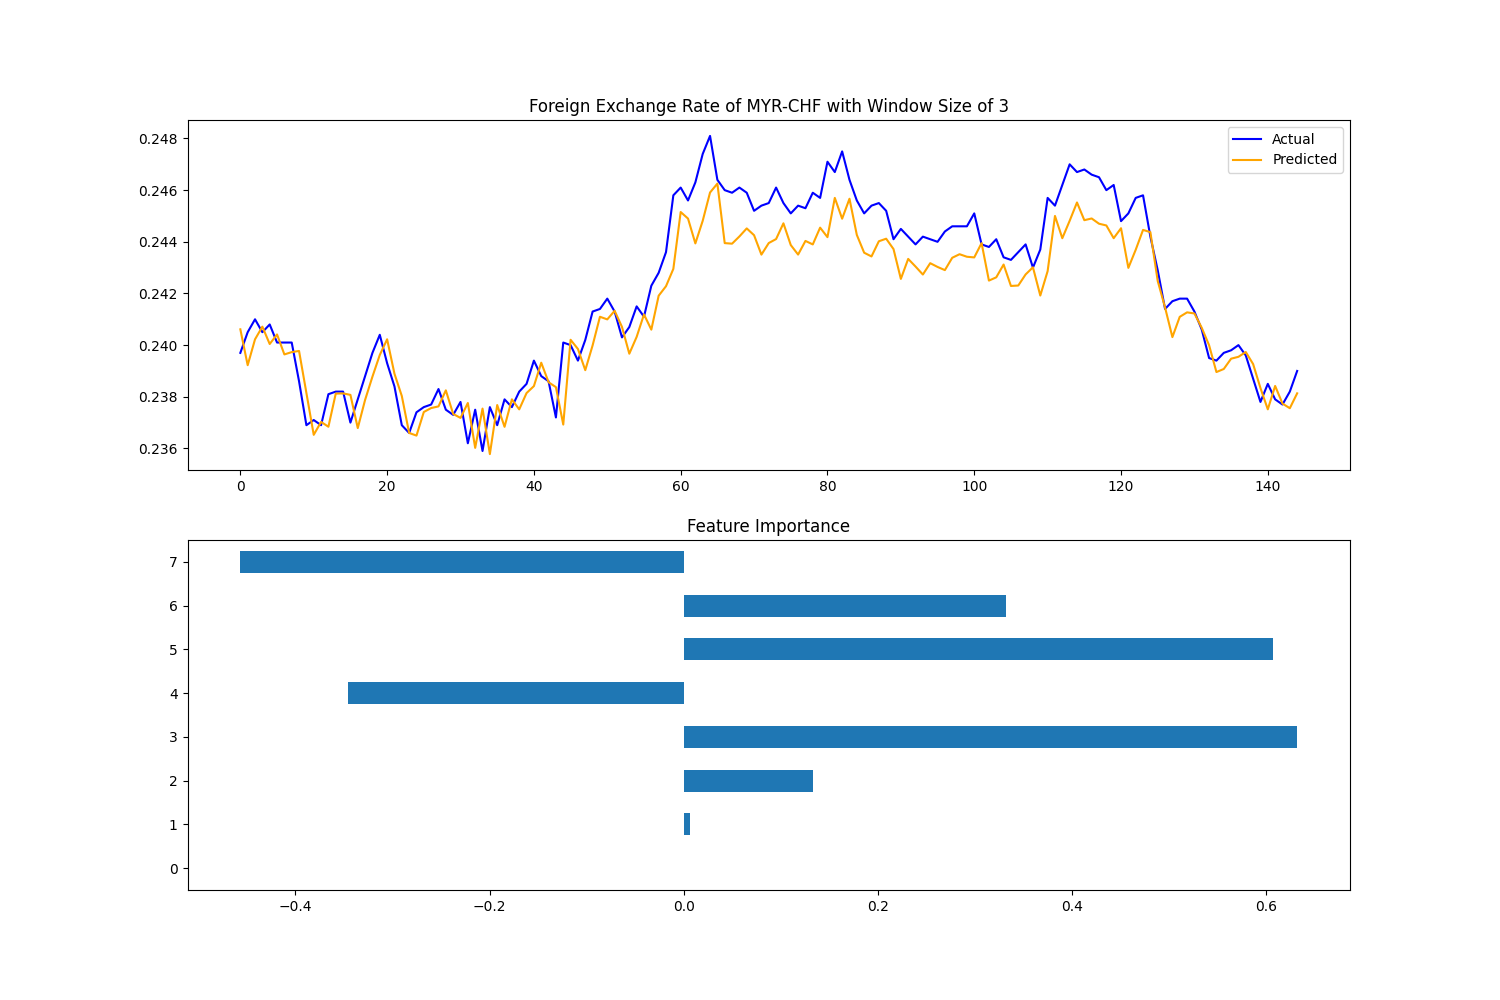 Foreign Exchange Rate of MYR-CHF with Window Size of 3
Actual
Predicted
0.248
0.246
0.244
0.242
0.240
0.238
0.236
0 20 40 60 80 100 120 140
Feature Importance
7
6
5
4
3
2
1
0
−0.4 −0.2 0.0 0.2 0.4 0.6